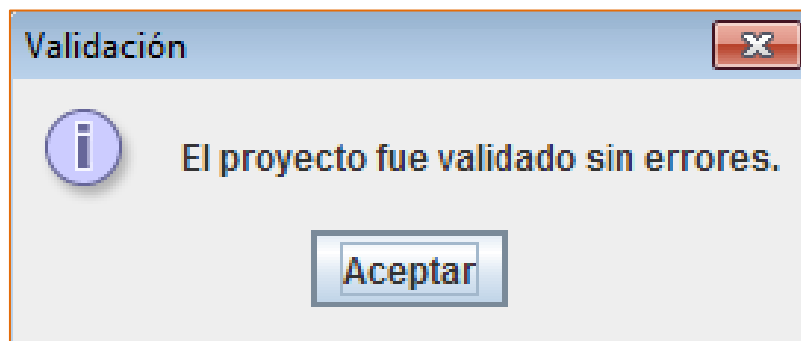 Validación
El proyecto fue validado sin errores.
Aceptar